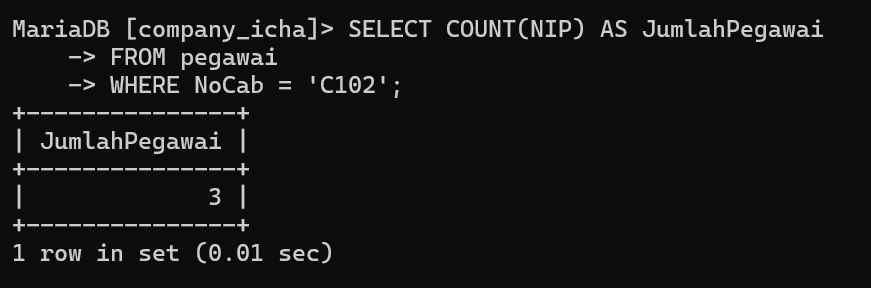 MariaDB [company_icha]> SELECT COUNT(NIP) AS JumlahPegawai
    -> FROM pegawai
    -> WHERE NoCab = 'C102';
+---------------+
| JumlahPegawai |
+---------------+
|             3 |
+---------------+
1 row in set (0.01 sec)